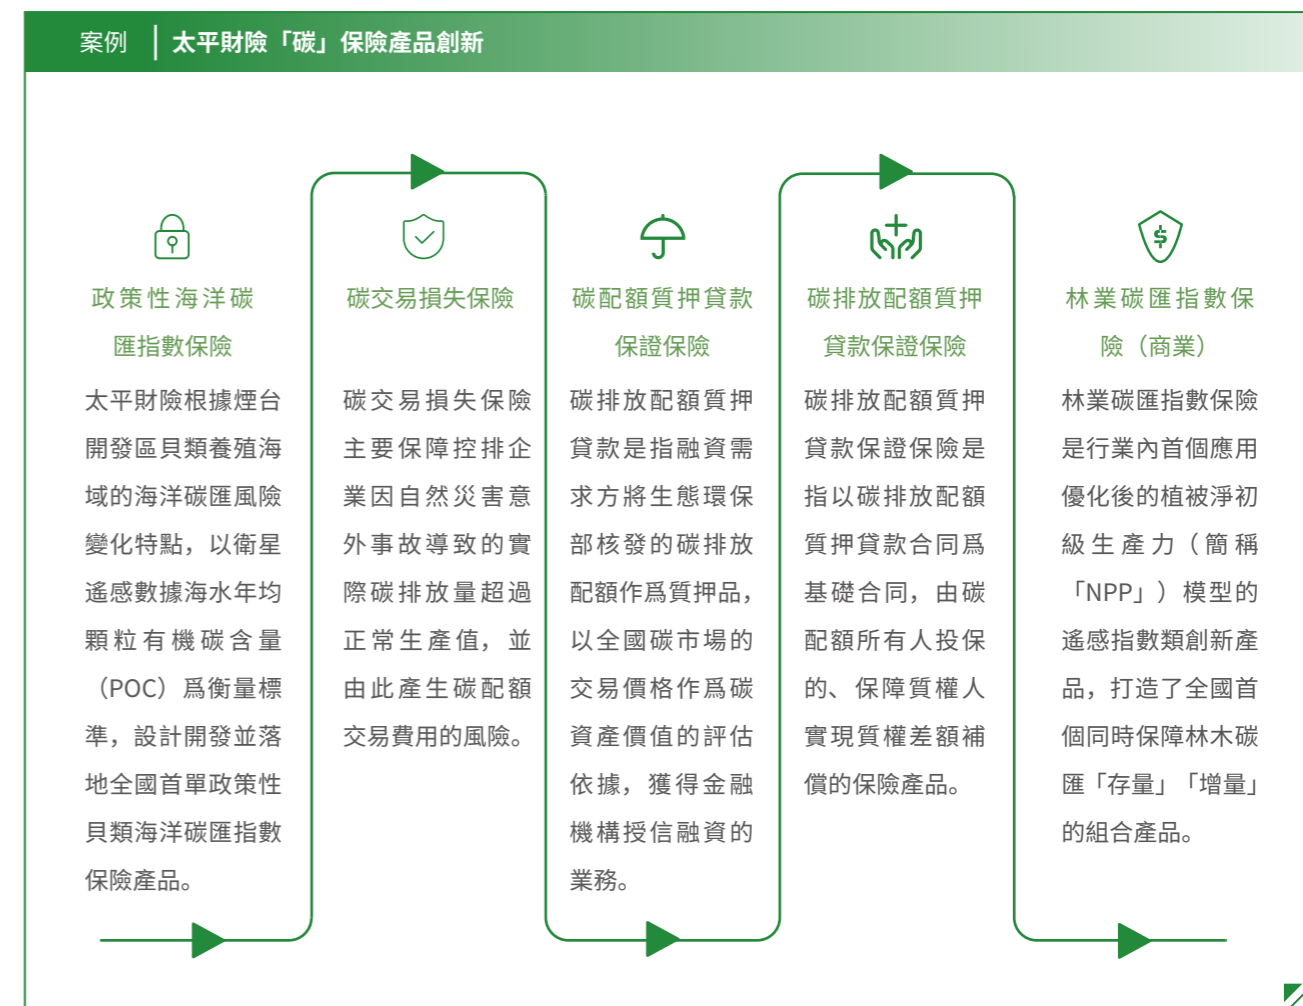 案例
太平財險「碳」保險產品創新
政策性海洋碳
匯指數保險
太平財險根據煙台
開發區貝類養殖海
域的海洋碳匯風險
變化特點，以衛星
遙感數據海水年均
顆粒有機碳含量
（POC）爲衡量標
準，設計開發並落
地全國首單政策性
貝類海洋碳匯指數
保險產品。
碳交易損失保險
碳交易損失保險
主要保障控排企
業因自然災害意
外事故導致的實
際碳排放量超過
正常生產值，並
由此產生碳配額
交易費用的風險。
碳配額質押貸款
保證保險
碳排放配額質押
貸款是指融資需
求方將生態環保
部核發的碳排放
配額作爲質押品，
以全國碳市場的
交易價格作爲碳
資產價值的評估
依據，獲得金融
機構授信融資的
業務。
碳排放配額質押
貸款保證保險
碳排放配額質押
貸款保證保險是
指以碳排放配額
質押貸款合同爲
基礎合同，由碳
配額所有人投保
的、保障質權人
實現質權差額補
償的保險產品。
林業碳匯指數保
險（商業）
林業碳匯指數保險
是行業內首個應用
優化後的植被淨初
級生產力（簡稱
「NPP」）模型的
遙感指數類創新產
品，打造了全國首
個同時保障林木碳
匯「存量」「增量」
的組合產品。